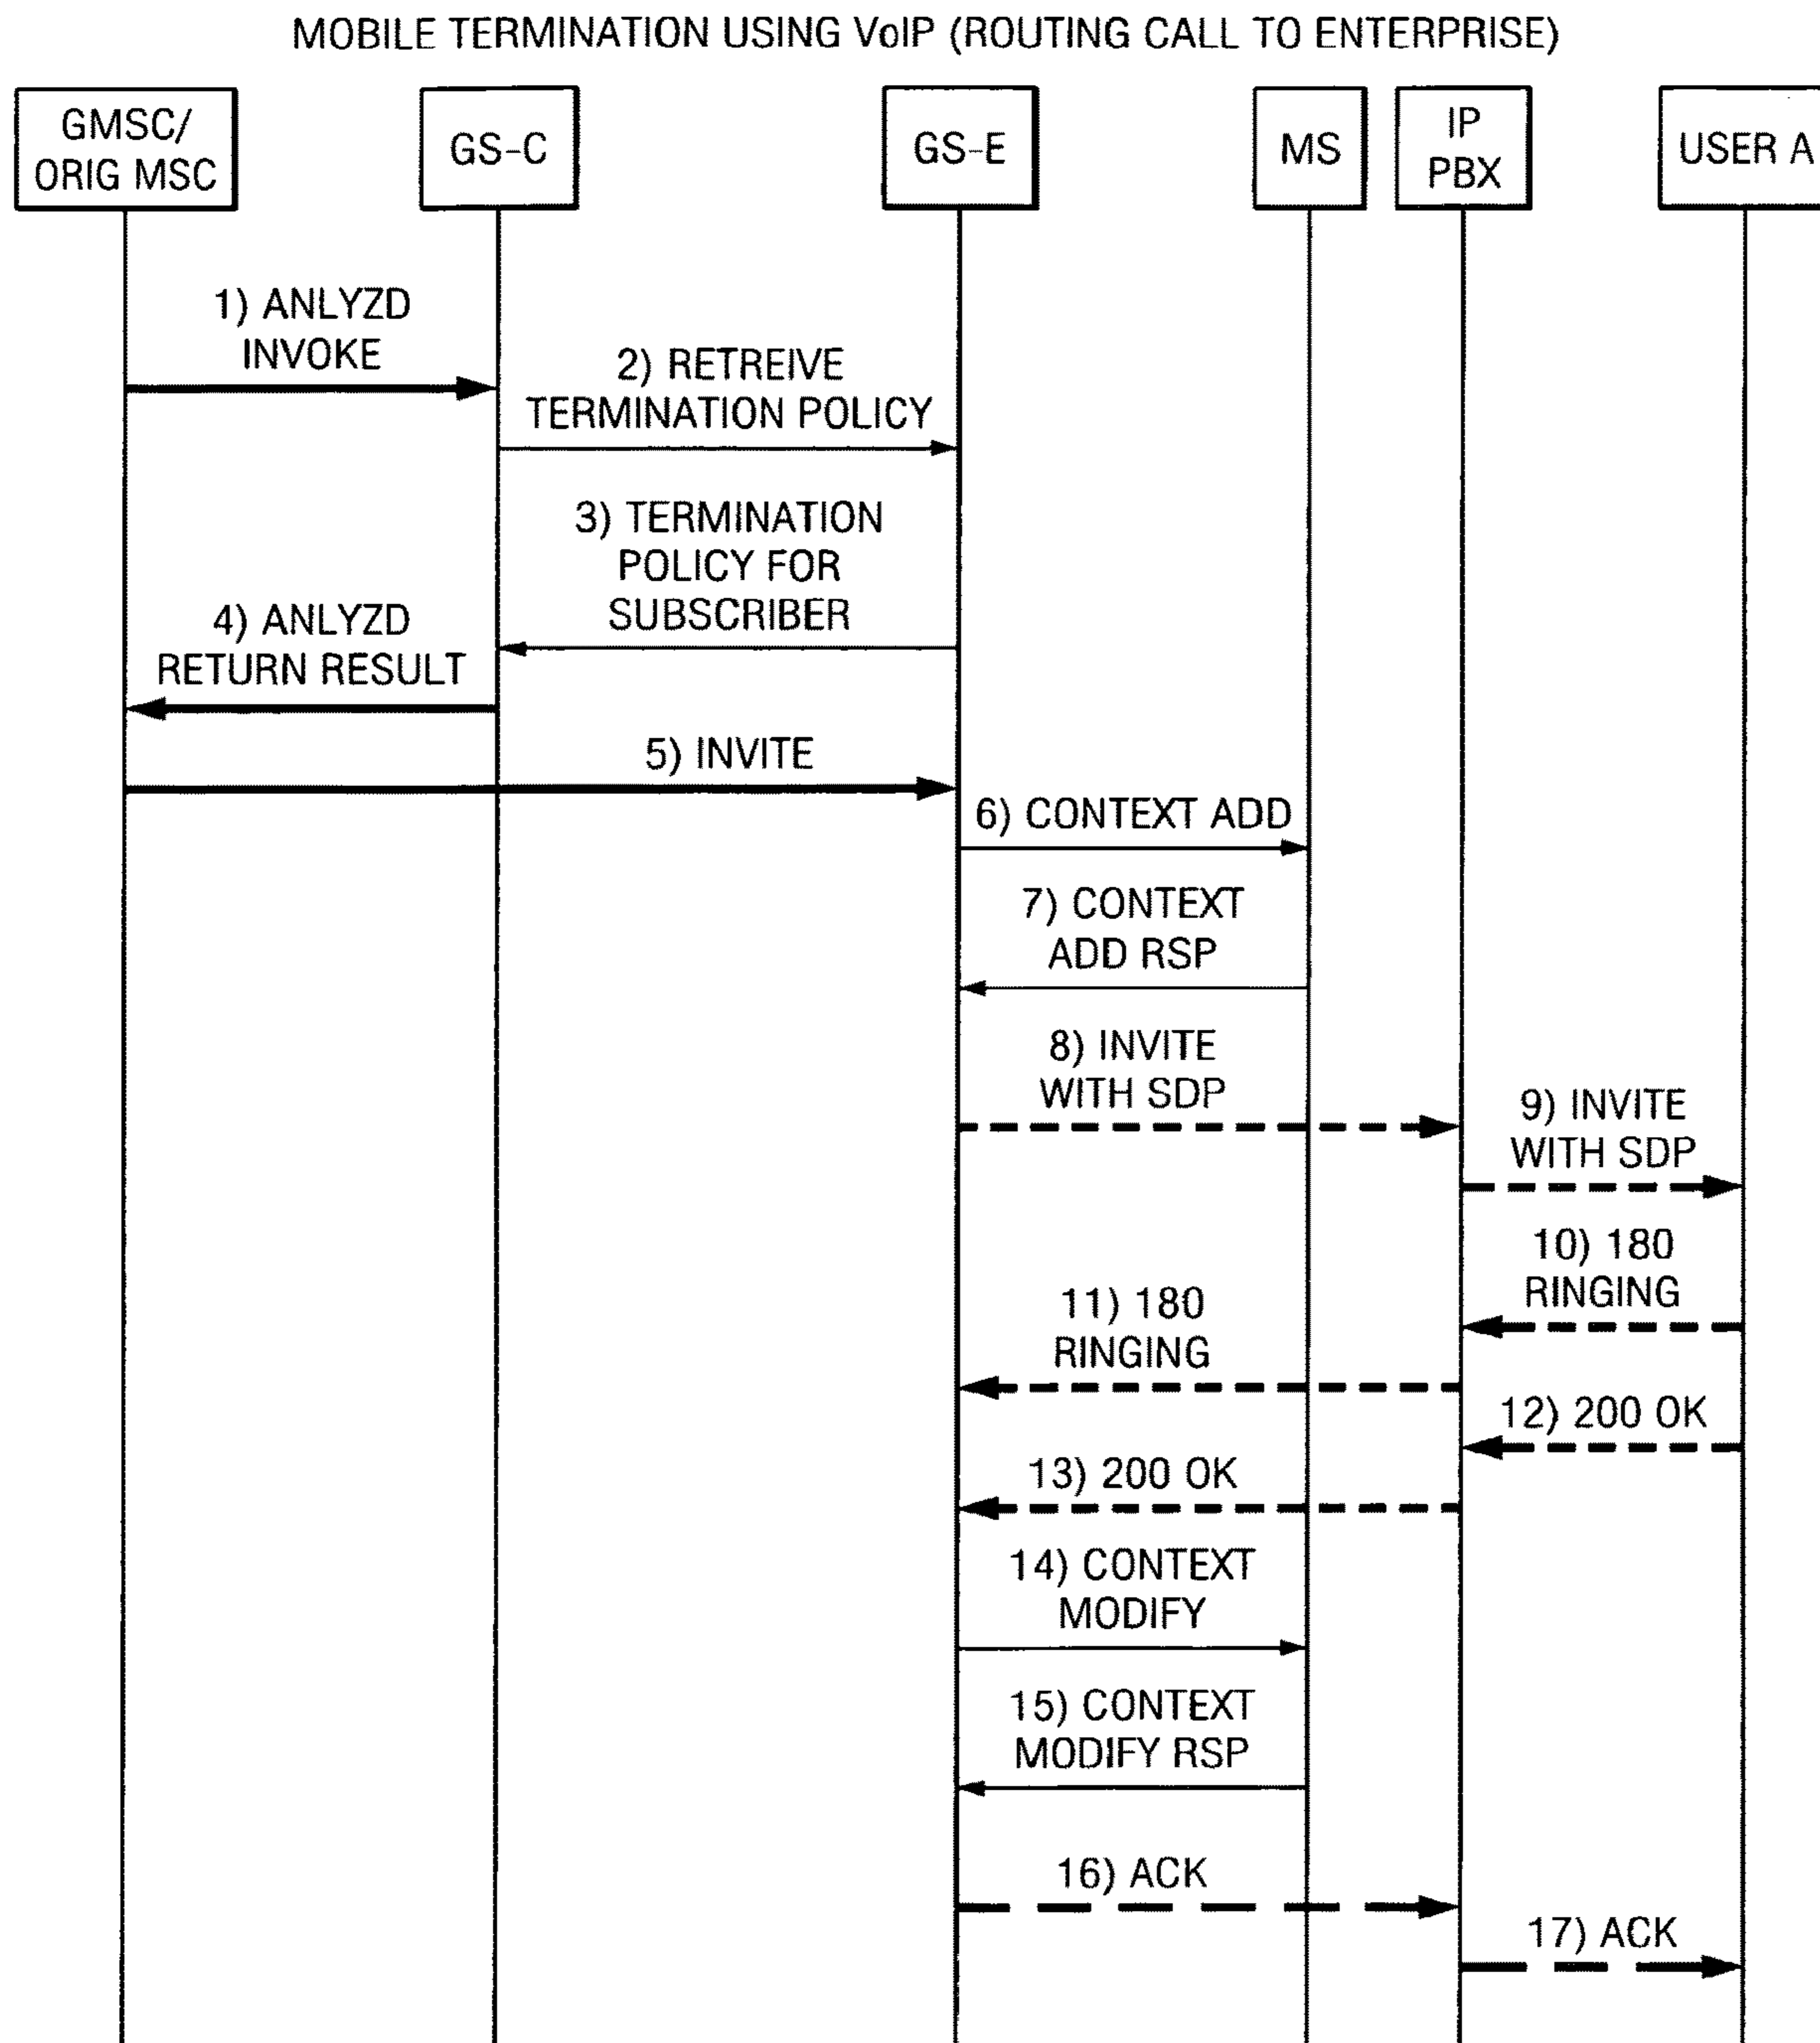 MOBILE TERMINATION USING VoIP (ROUTING CALL TO ENTERPRISE)
GMSC/
ORIG MSC
GS-C
GS-E
MS
IP
PBX
USER A
1) ANLYZD
INVOKE
2) RETREIVE
TERMINATION POLICY
3) TERMINATION
POLICY FOR
SUBSCRIBER
4) ANLYZD
RETURN RESULT
5) INVITE
6) CONTEXT ADD
7) CONTEXT
ADD RSP
8) INVITE
WITH SDP
9) INVITE
WITH SDP
10) 180
RINGING
11) 180
RINGING
12) 200 OK
13) 200 OK
14) CONTEXT
MODIFY
15) CONTEXT
MODIFY RSP
16) ACK
17) ACK